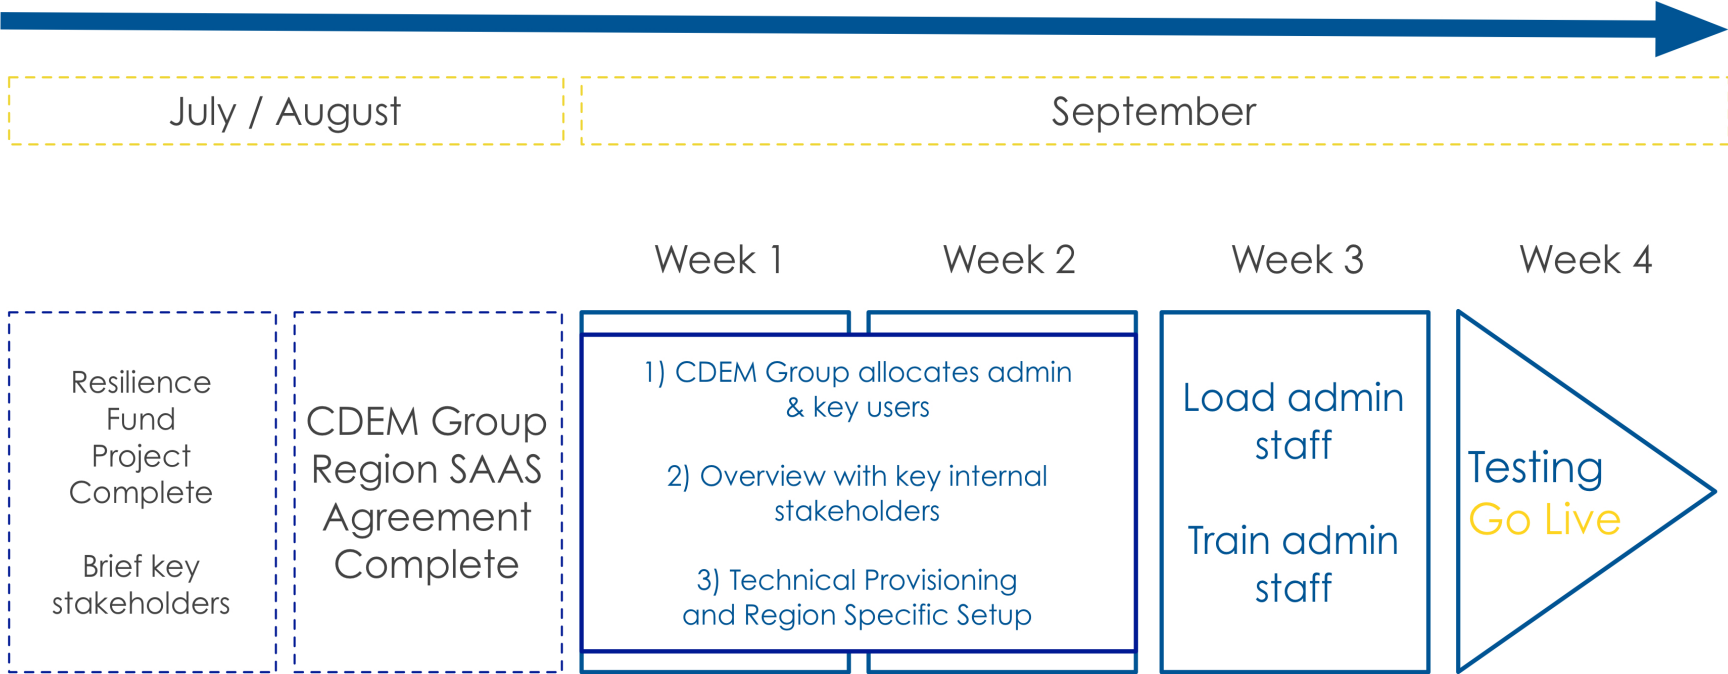 July / August
September
Week 1
Week 2
Week 3
Week 4
Resilience
Fund
Project
Complete
Brief key
stakeholders
CDEM Group
Region SAAS
Agreement
Complete
1) CDEM Group allocates admin
& key users
2) Overview with key internal
stakeholders
3) Technical Provisioning
and Region Specific Setup
Load admin
staff
Train admin
staff
Testing
Go Live